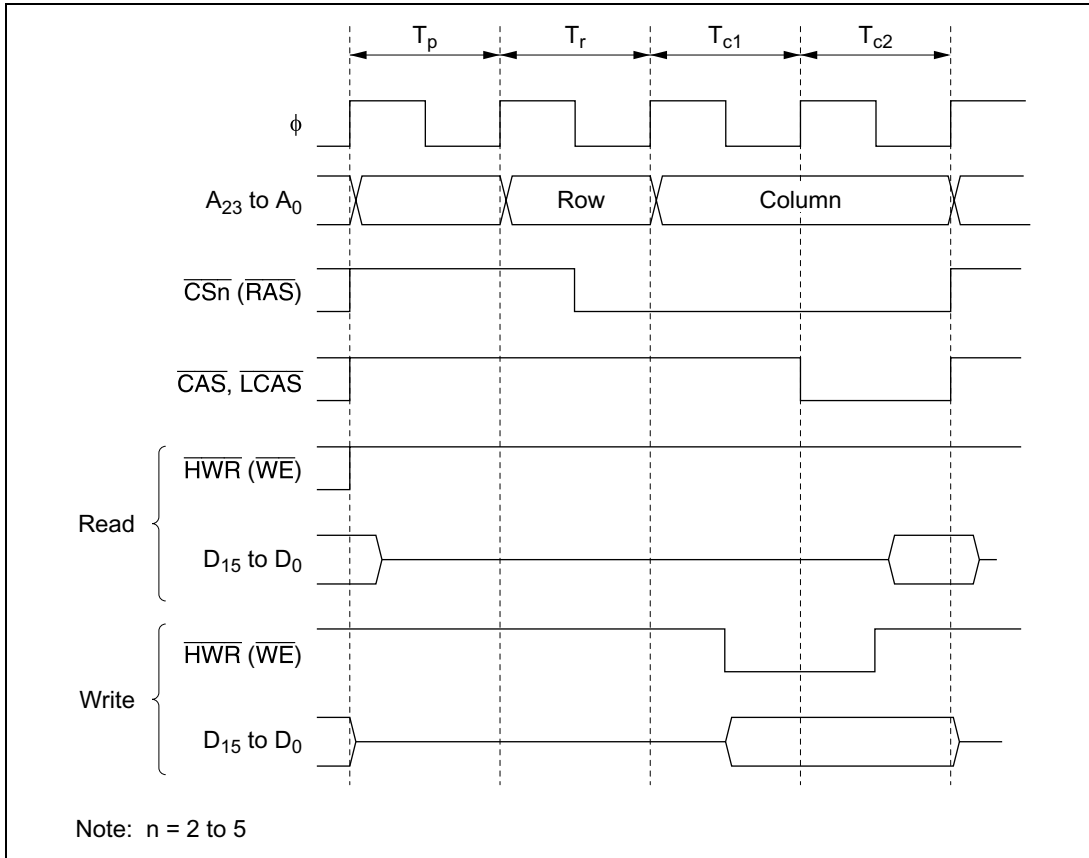 Tp Tr Tc1 Tc2
ϕ
A23 to A0 Row Column
CSn (RAS)
CAS, LCAS
HWR (WE)
Read
D15 to D0
HWR (WE)
Write
D15 to D0
Note: n = 2 to 5